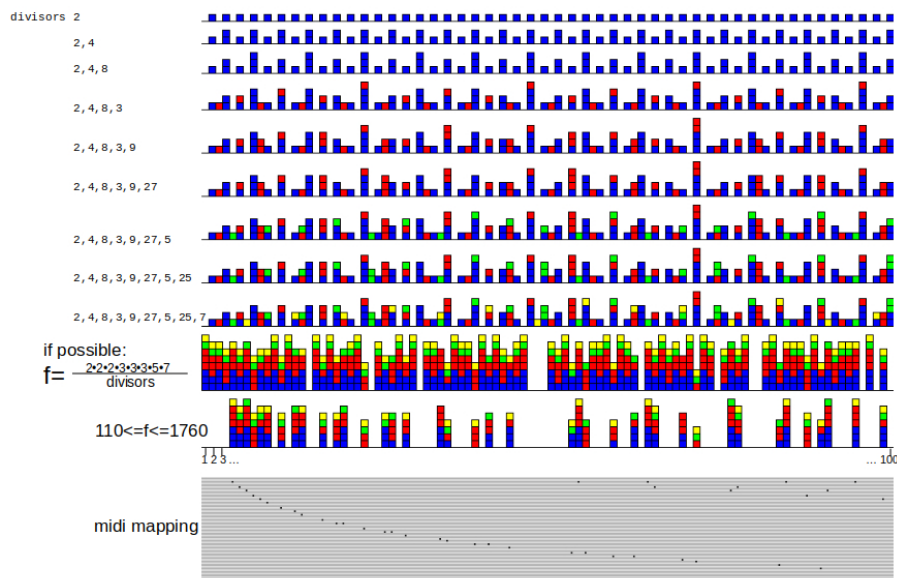 divisors 2
2,4
2,4,8
2,4,8,3
2,4,8,3,9
2,4,8,3,9,27
2,4,8,3,9,27,5
2,4,8,3,9,27,5,25
2,4,8,3,9,27,5,25,7
if possible:
f= 2•2•2•3•3•3•5•7
divisors
110<=f<=1760
1 2 3 ... ... 100
midi mapping